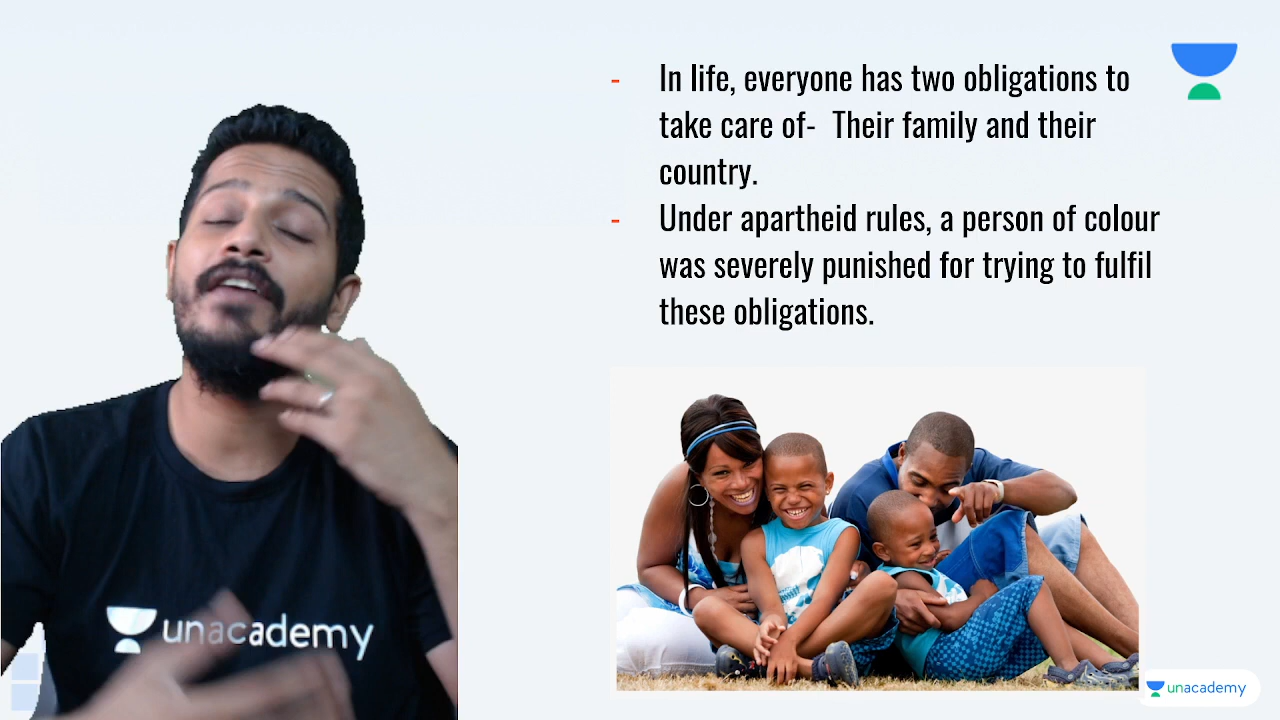 - In life, everyone has two obligations to
take care of- Their family and their
country.
- Under apartheid rules, a person of colour
was severely punished for trying to fulfil
these obligations.
unacademy
unacademy